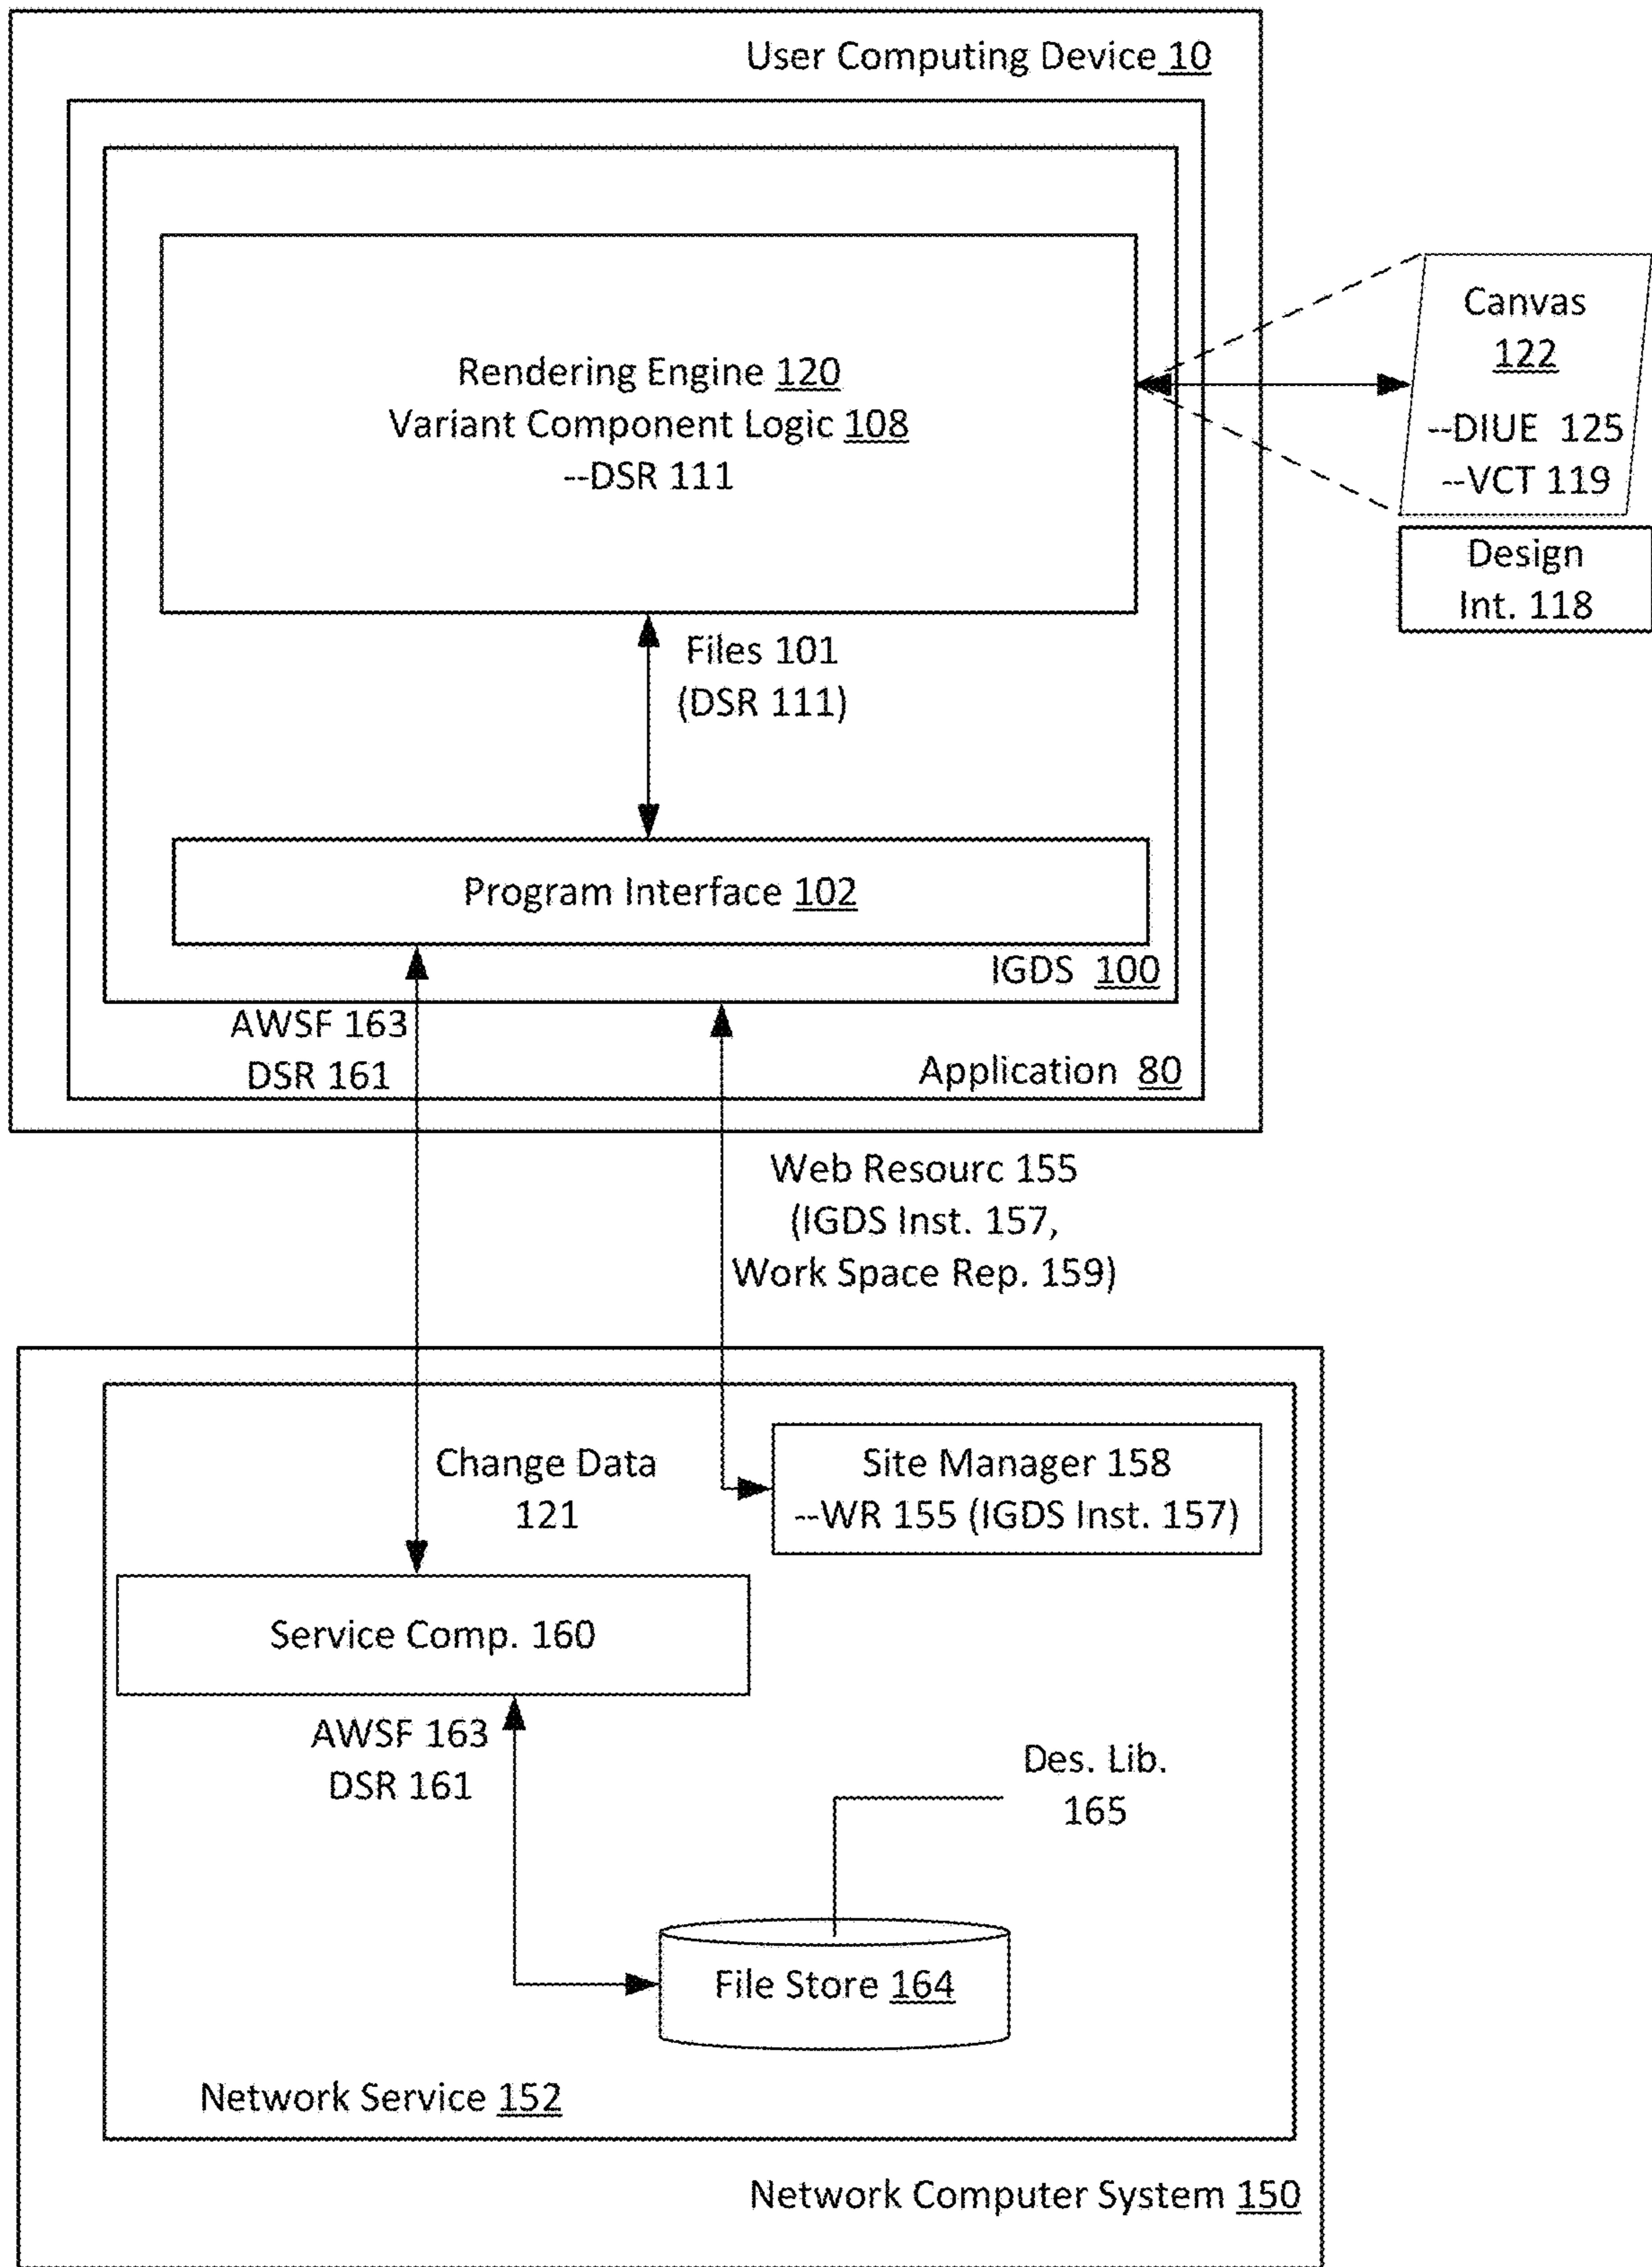 User Computing Device 10
Rendering Engine 120
Variant Component Logic 108
--DSR 111
Canvas
122
--DIUE 125
--VCT 119
Design
Int. 118
Files 101
(DSR 111)
Program Interface 102
IGDS 100
AWSF 163
DSR 161
Application 80
Web Resourc 155
(IGDS Inst. 157,
Work Space Rep. 159)
Change Data
121
Site Manager 158
--WR 155 (IGDS Inst. 157)
Service Comp. 160
AWSF 163
DSR 161
Des. Lib.
165
File Store 164
Network Service 152
Network Computer System 150